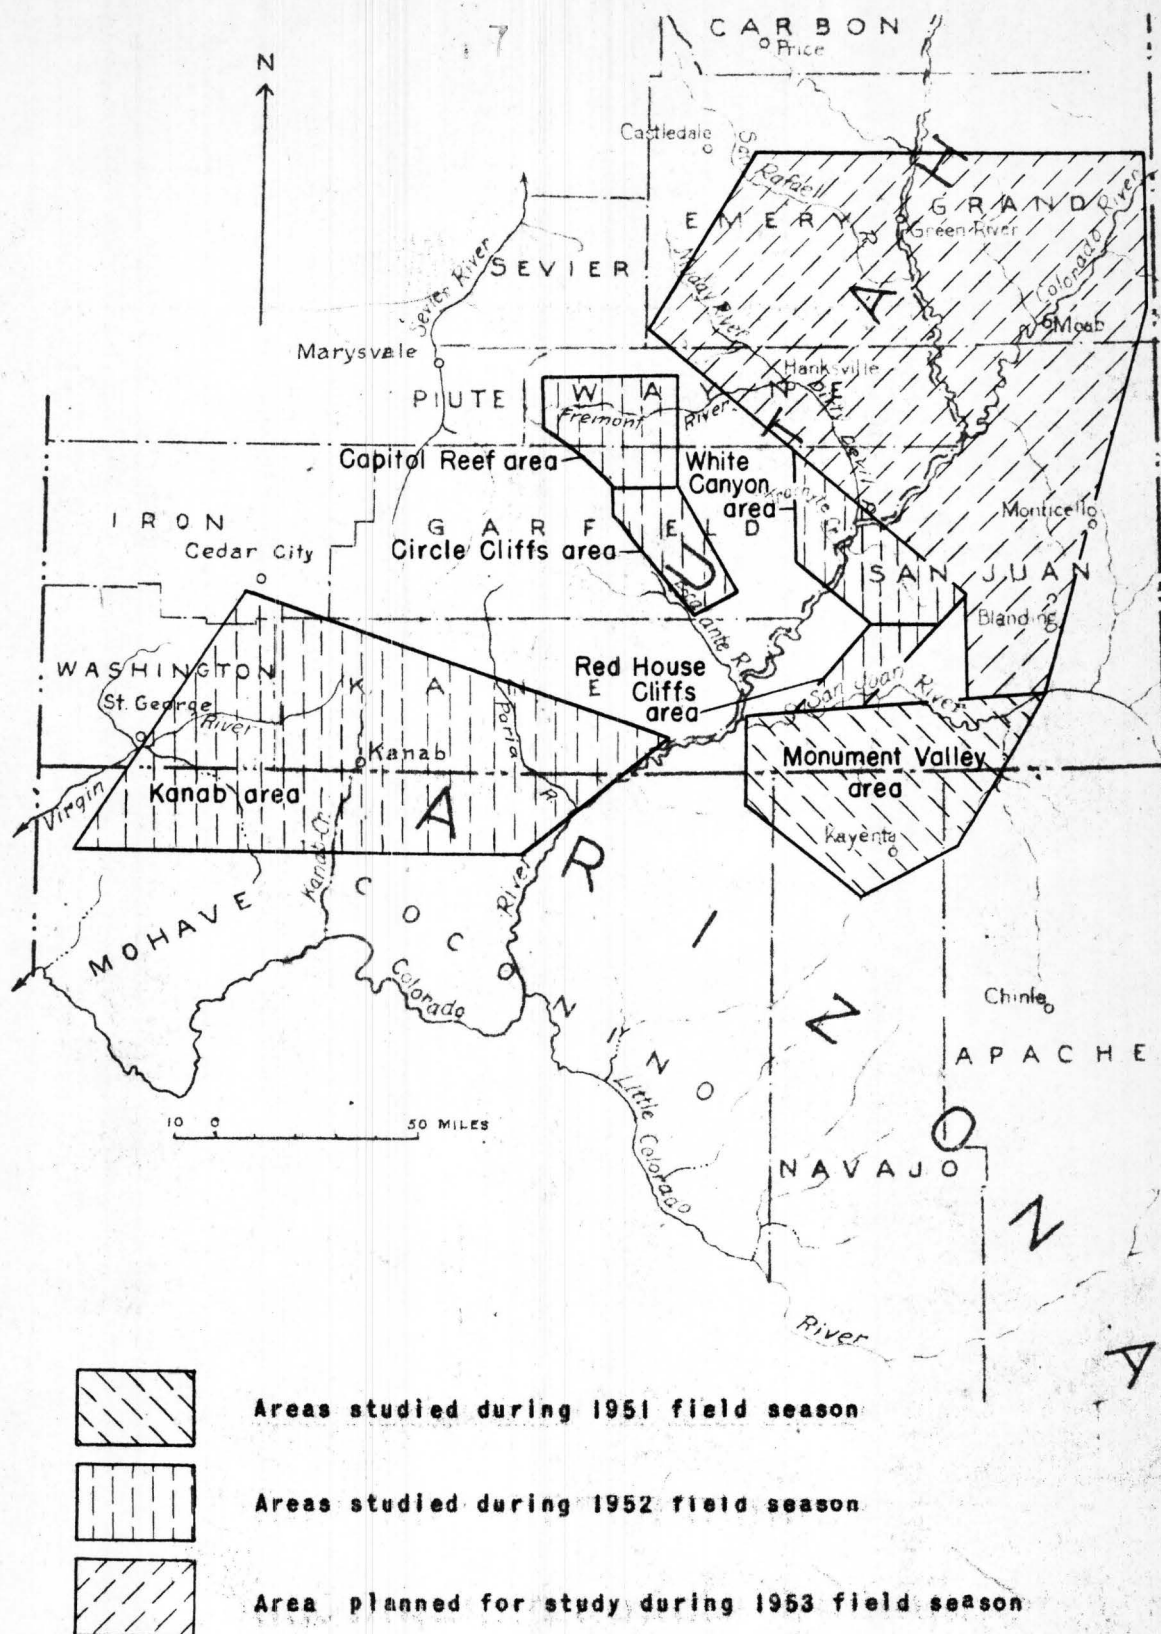 7
CARBON
Price
N
Castledale
San
Rafael
R.
EMERY
GRAND
Green River
Colorado River
Moab
SEVIER
Sevier River
Muddy River
Marysvale
PIUTE
Hanksville
WAYNE
Fremont River
Dirty Devil
Capitol Reef area
White
Canyon
area
UTAH
IRON
Cedar City
GARFIELD
Circle Cliffs area
Monticello
SAN JUAN
Blanding
Escalante R.
WASHINGTON
St. George
River
KANE
Paria
R.
Red House
Cliffs
area
San Juan River
Kanab
Virgin
Kanab area
Monument Valley
area
Kayenta
Kanab Cr.
River
MOHAVE
COCONINO
Colorado
ARIZONA
Chinle
APACHE
Little Colorado
River
NAVAJO
10 0 50 MILES
Areas studied during 1951 field season
Areas studied during 1952 field season
Area planned for study during 1953 field season